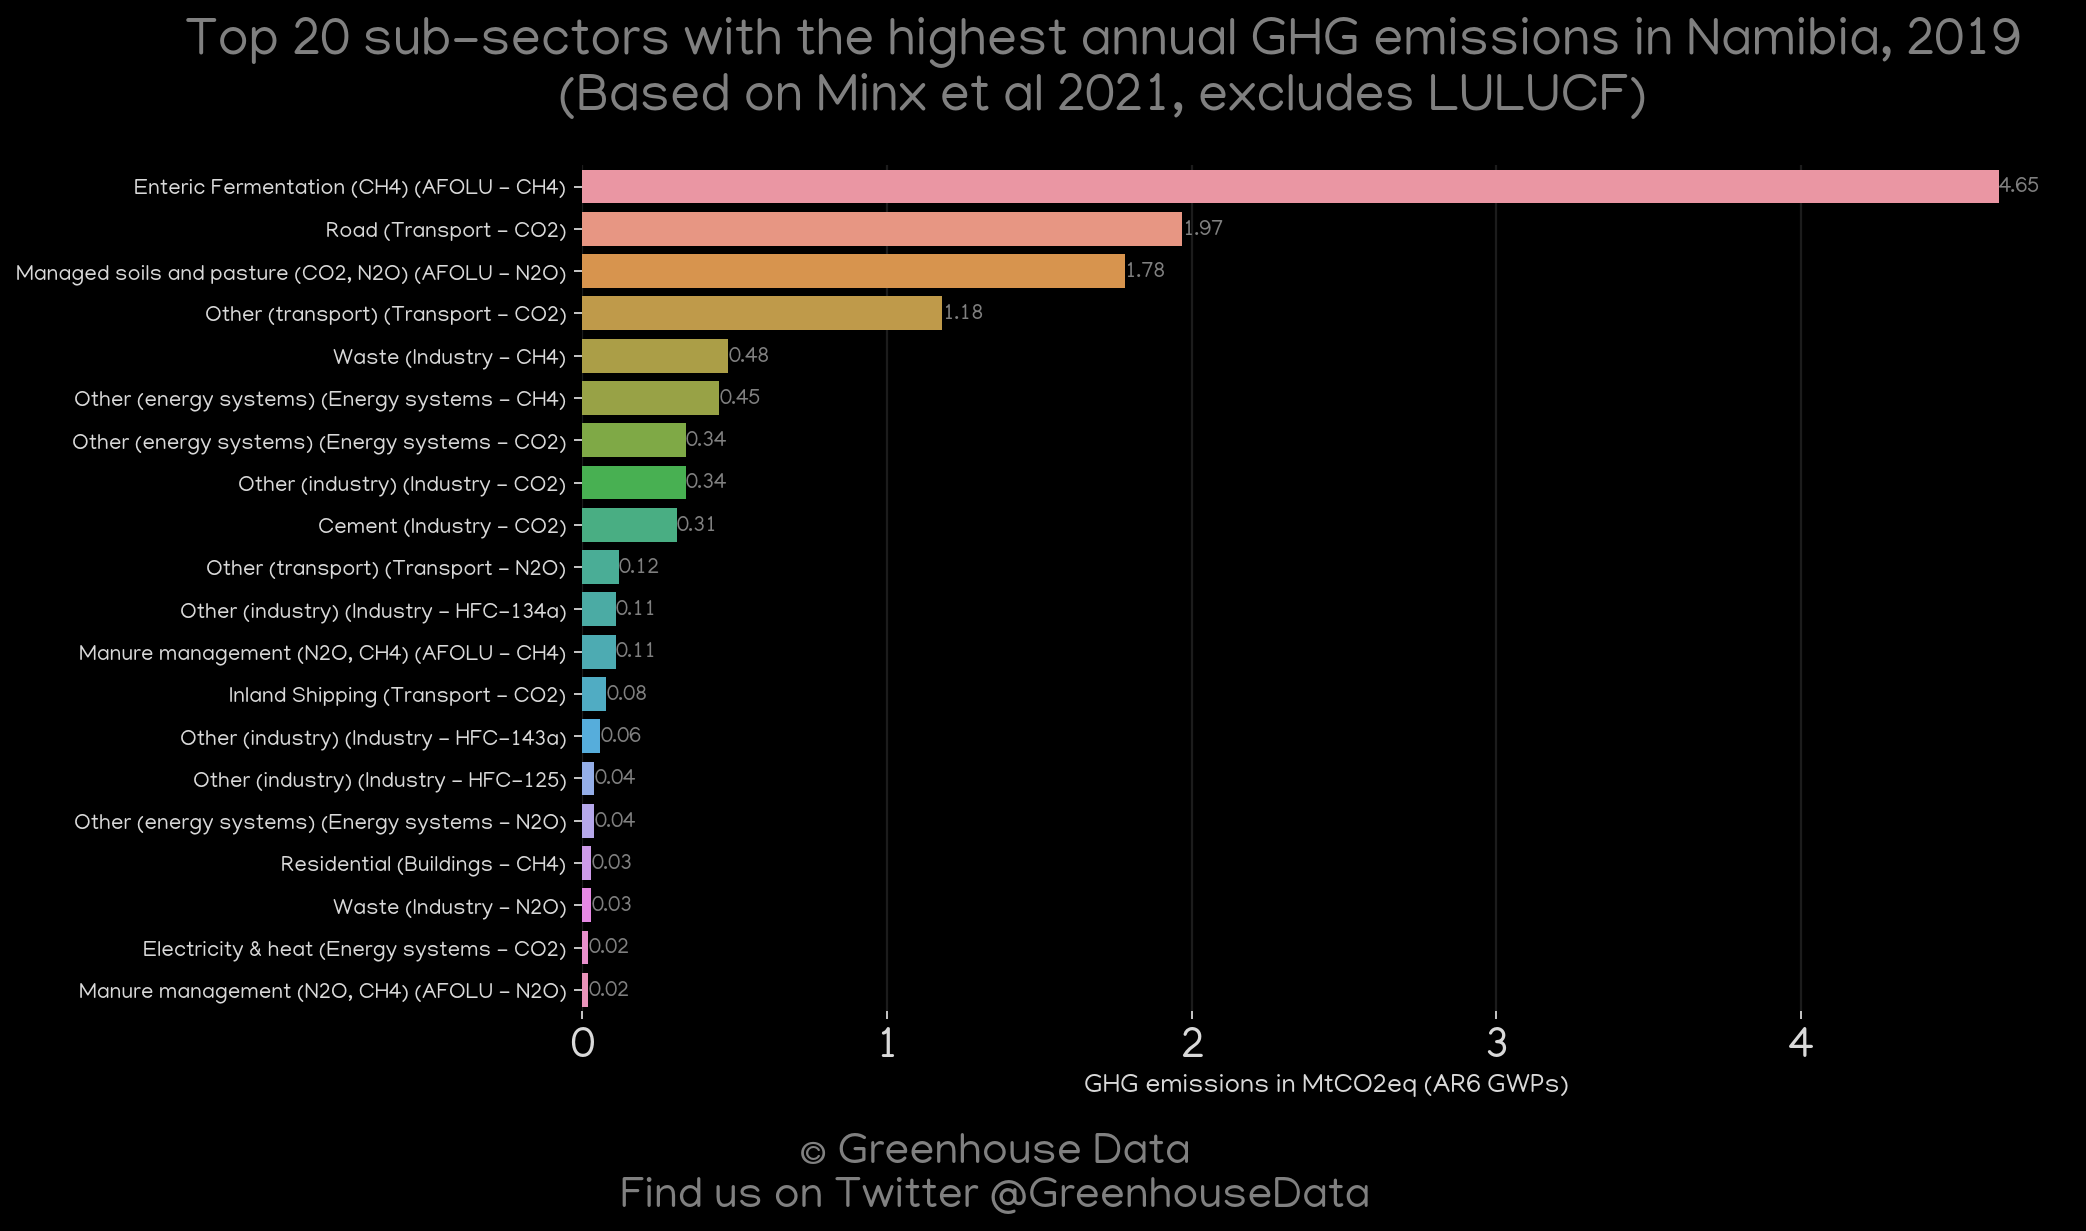 Top 20 sub-sectors with the highest annual GHG emissions in Namibia, 2019
(Based on Minx et al 2021, excludes LULUCF)
Enteric Fermentation (CH4) (AFOLU - CH4) 4.65
Road (Transport - CO2) 1.97
Managed soils and pasture (CO2, N2O) (AFOLU - N2O) 1.78
Other (transport) (Transport - CO2) 1.18
Waste (Industry - CH4) 0.48
Other (energy systems) (Energy systems - CH4) 0.45
Other (energy systems) (Energy systems - CO2) 0.34
Other (industry) (Industry - CO2) 0.34
Cement (Industry - CO2) 0.31
Other (transport) (Transport - N2O) 0.12
Other (industry) (Industry - HFC-134a) 0.11
Manure management (N2O, CH4) (AFOLU - CH4) 0.11
Inland Shipping (Transport - CO2) 0.08
Other (industry) (Industry - HFC-143a) 0.06
Other (industry) (Industry - HFC-125) 0.04
Other (energy systems) (Energy systems - N2O) 0.04
Residential (Buildings - CH4) 0.03
Waste (Industry - N2O) 0.03
Electricity & heat (Energy systems - CO2) 0.02
Manure management (N2O, CH4) (AFOLU - N2O) 0.02
0 1 2 3 4
GHG emissions in MtCO2eq (AR6 GWPs)
© Greenhouse Data
Find us on Twitter @GreenhouseData